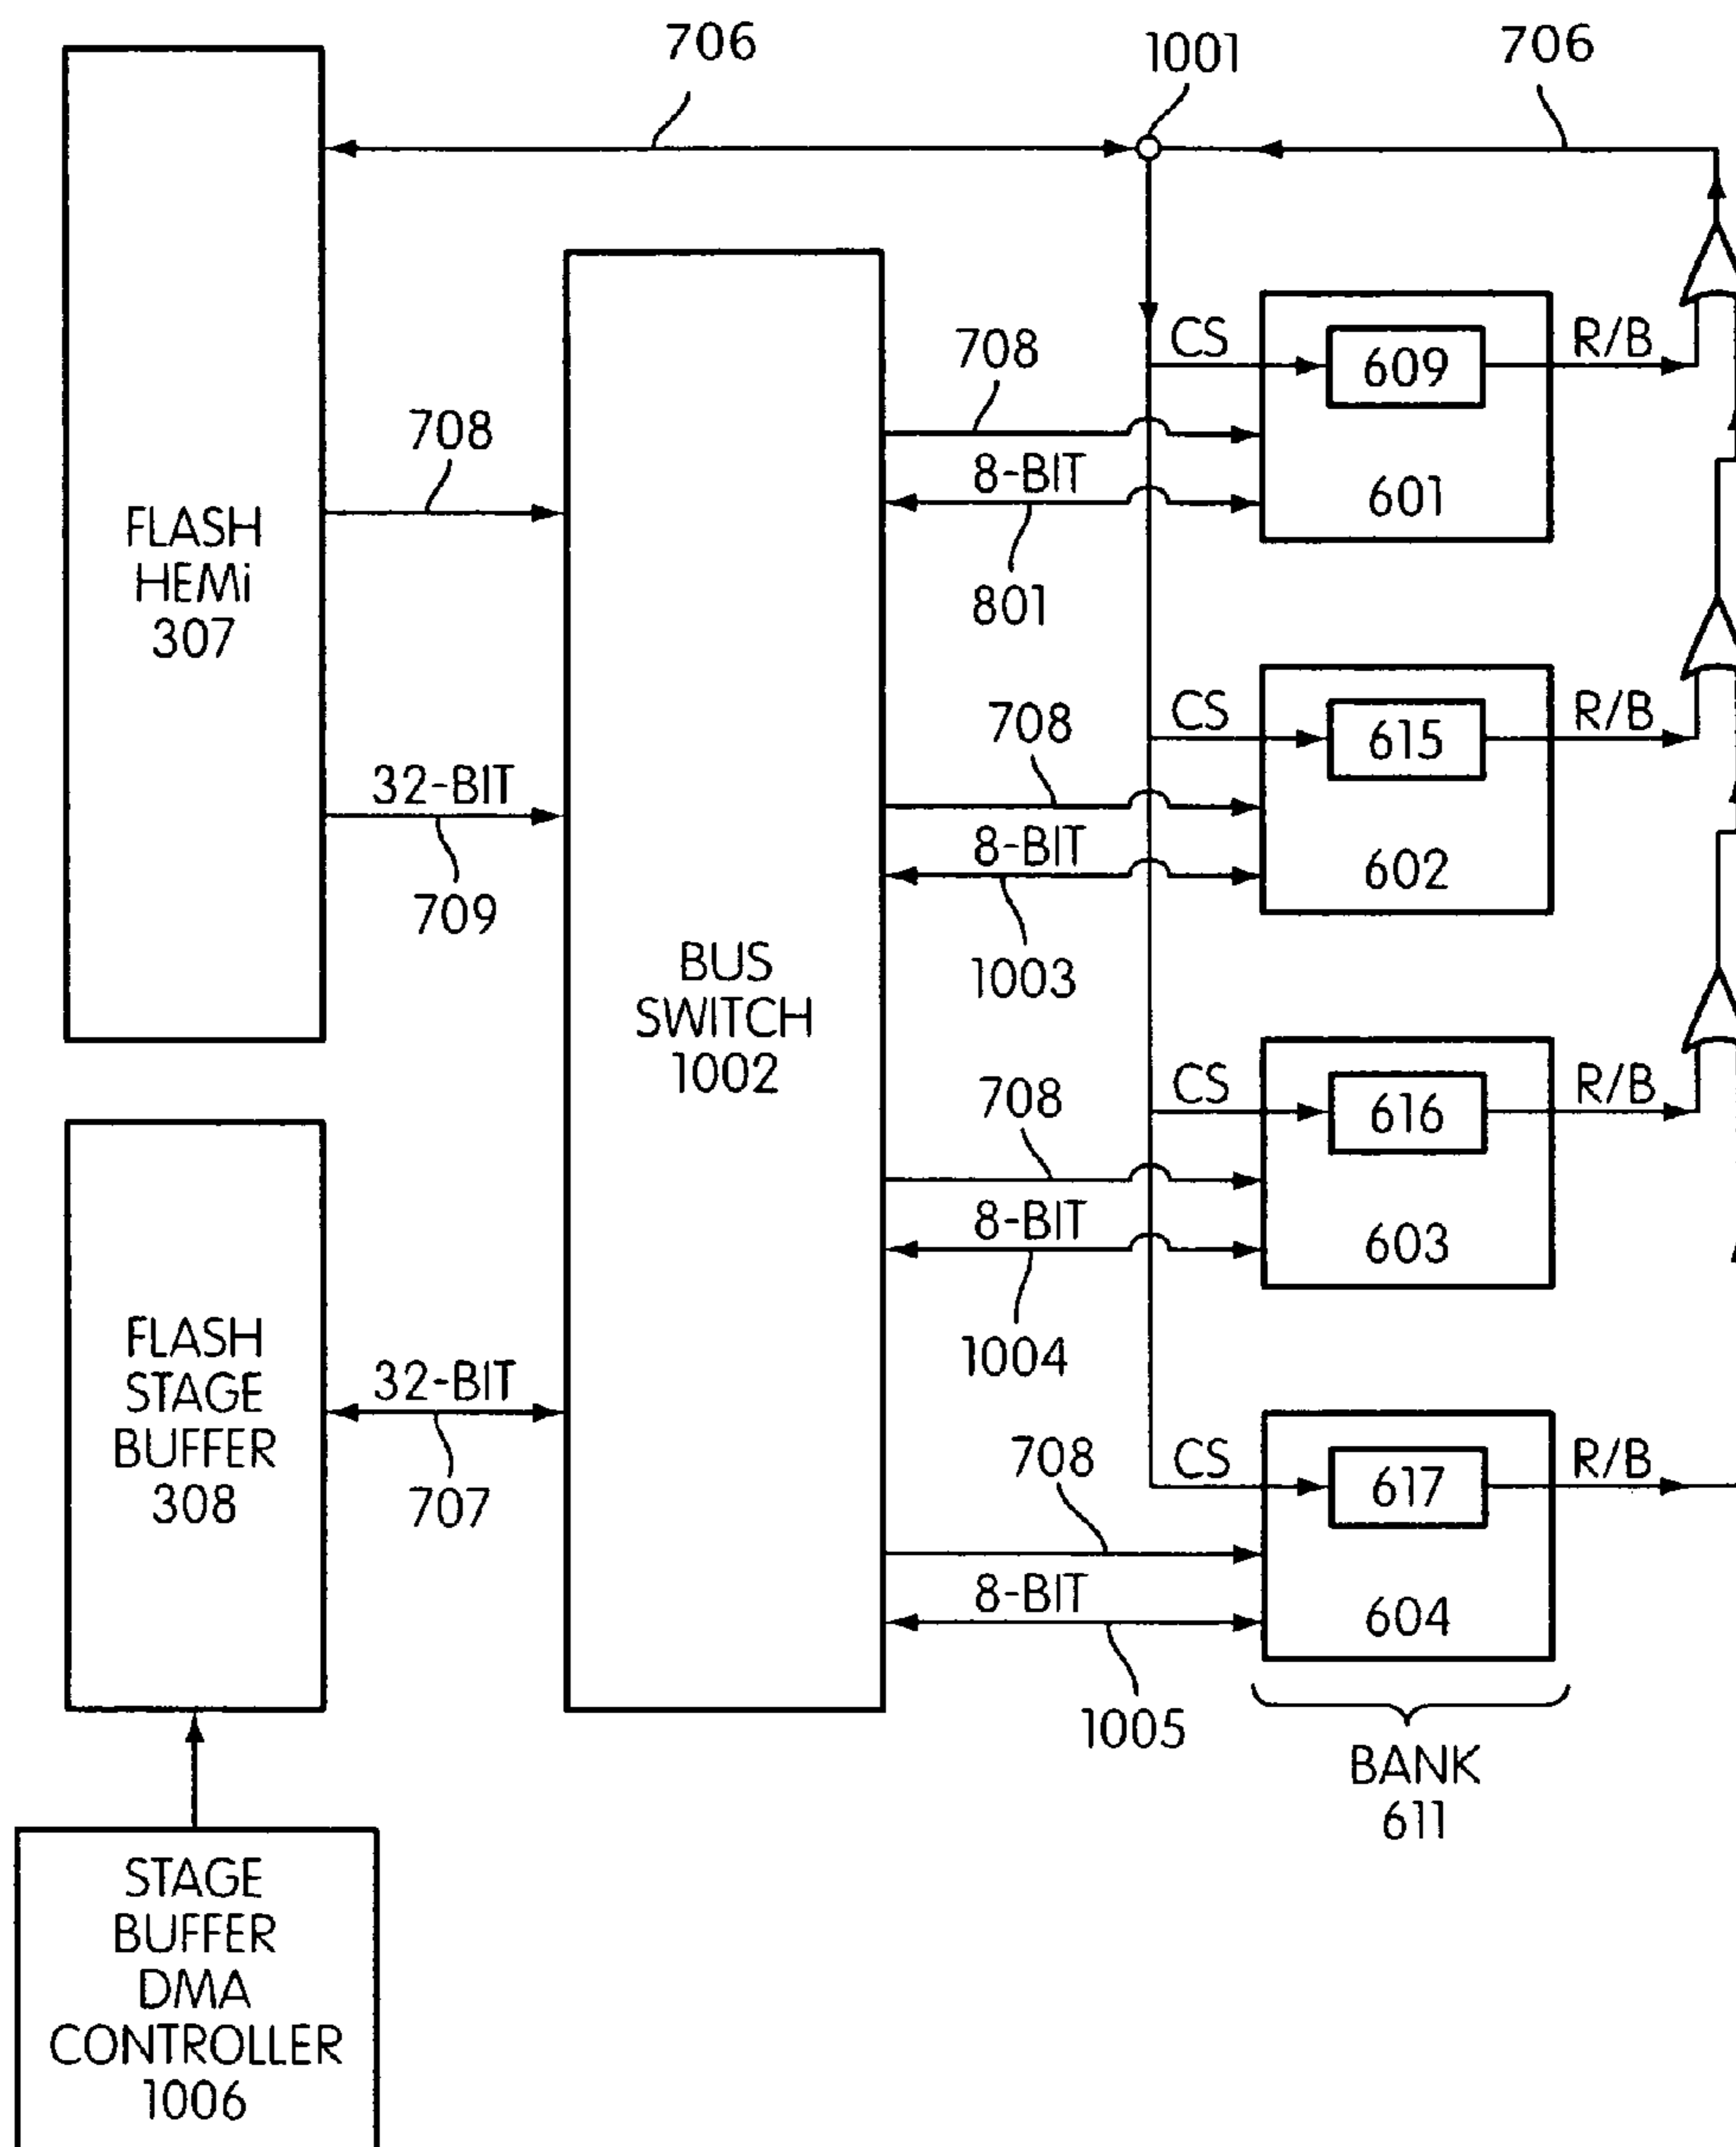 706
1001
706
FLASH
HEMi
307
708
32-BIT
709
BUS
SWITCH
1002
708
8-BIT
801
CS
609
R/B
601
708
8-BIT
1003
CS
615
R/B
602
708
8-BIT
1004
CS
616
R/B
603
FLASH
STAGE
BUFFER
308
32-BIT
707
708
8-BIT
1005
CS
617
R/B
604
BANK
611
STAGE
BUFFER
DMA
CONTROLLER
1006